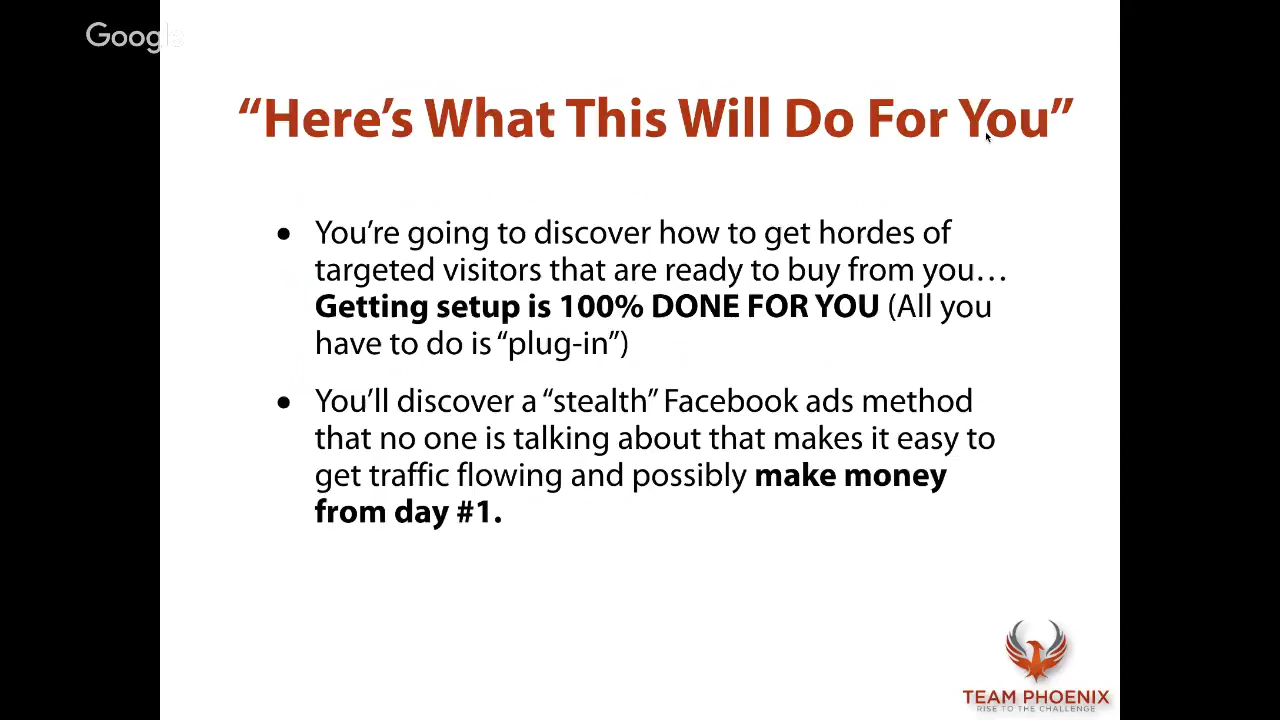 Google
“Here’s What This Will Do For You”
• You’re going to discover how to get hordes of
targeted visitors that are ready to buy from you…
Getting setup is 100% DONE FOR YOU (All you
have to do is “plug-in”)
• You’ll discover a “stealth” Facebook ads method
that no one is talking about that makes it easy to
get traffic flowing and possibly make money
from day #1.
TEAM PHOENIX
RISE TO THE CHALLENGE